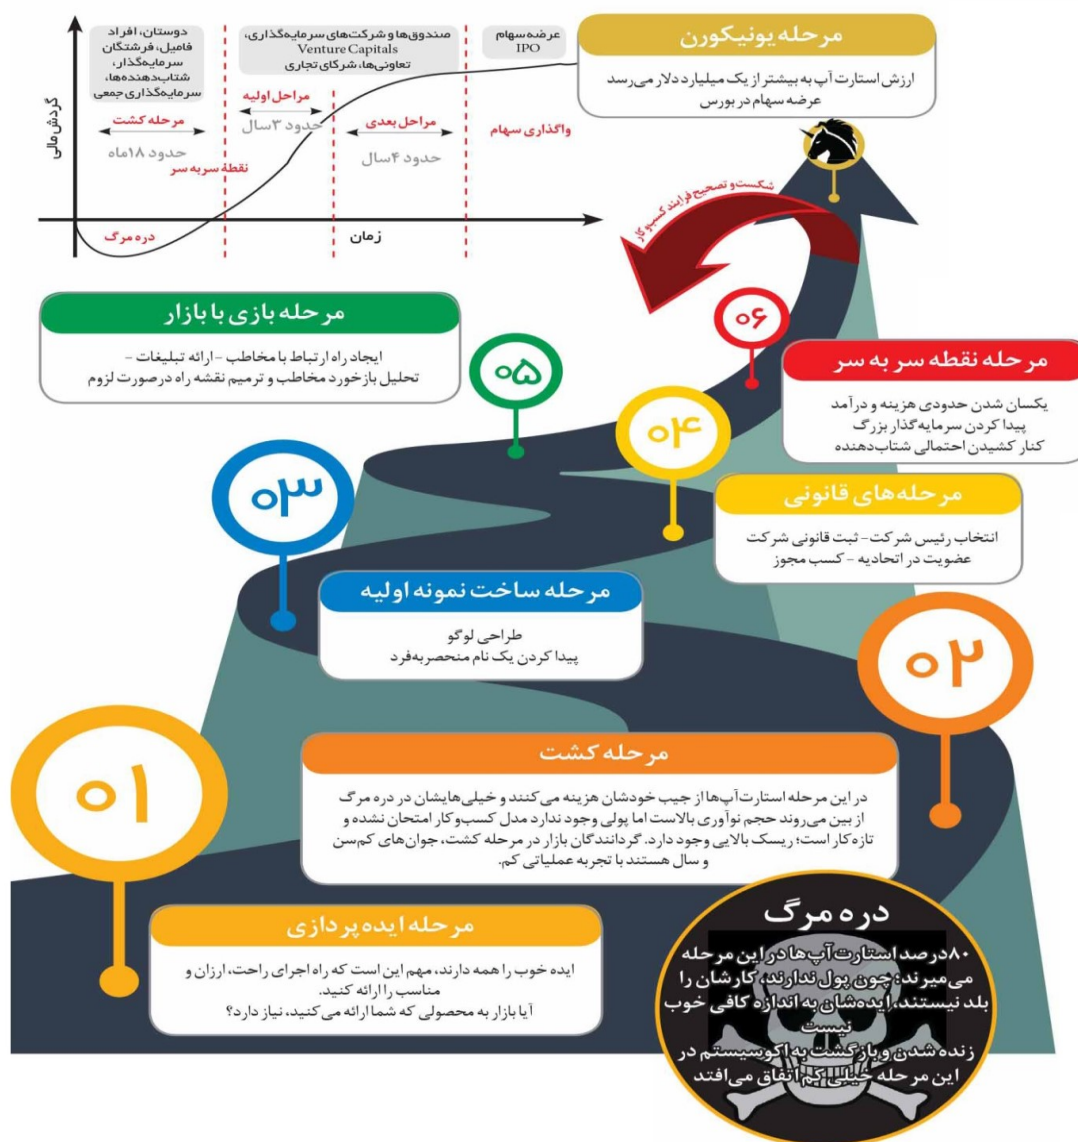 دوستان، افراد
فامیل، فرشتگان
سرمایه‌گذار،
شتاب‌دهنده‌ها،
سرمایه‌گذاری جمعی
صندوق‌ها و شرکت‌های سرمایه‌گذاری،
Venture Capitals
تعاونی‌ها، شرکای تجاری
عرضه سهام
IPO
گردش مالی
مرحله کشت
حدود ۱۸ماه
مراحل اولیه
حدود ۳سال
مراحل بعدی
حدود ۴سال
واگذاری سهام
نقطه سربه سر
دره مرگ
زمان
مرحله یونیکورن
ارزش استارت آپ به بیشتر از یک میلیارد دلار می‌رسد
عرضه سهام در بورس
شکست و تصحیح فرایند کسب‌وکار
۰۶
مرحله نقطه سر به سر
یکسان شدن حدودی هزینه و درآمد
پیدا کردن سرمایه‌گذار بزرگ
کنار کشیدن احتمالی شتاب‌دهنده
مرحله بازی با بازار
ایجاد راه ارتباط با مخاطب – ارائه تبلیغات –
تحلیل بازخورد مخاطب و ترمیم نقشه راه درصورت لزوم
۰۵
۰۴
مرحله‌های قانونی
انتخاب رئیس شرکت – ثبت قانونی شرکت
عضویت در اتحادیه – کسب مجوز
۰۳
مرحله ساخت نمونه اولیه
طراحی لوگو
پیدا کردن یک نام منحصربه‌فرد
۰۲
مرحله کشت
در این مرحله استارت‌آپ‌ها از جیب خودشان هزینه می‌کنند و خیلی‌هایشان در دره مرگ
از بین می‌روند حجم نوآوری بالاست اما پولی وجود ندارد مدل کسب‌وکار امتحان نشده و
تازه کار است؛ ریسک بالایی وجود دارد. گردانندگان بازار در مرحله کشت، جوان‌های کم‌سن
و سال هستند با تجربه عملیاتی کم.
۰۱
مرحله ایده پردازی
ایده خوب را همه دارند، مهم این است که راه اجرای راحت، ارزان و
مناسب را ارائه کنید.
آیا بازار به محصولی که شما ارائه می‌کنید، نیاز دارد؟
دره مرگ
۸۰درصد استارت آپ‌ها در این مرحله
می‌میرند؛ چون پول ندارند، کارشان را
بلد نیستند، ایده‌شان به اندازه کافی خوب
نیست
زنده شدن و بازگشت به اکوسیستم در
این مرحله خیلی کم اتفاق می‌افتد